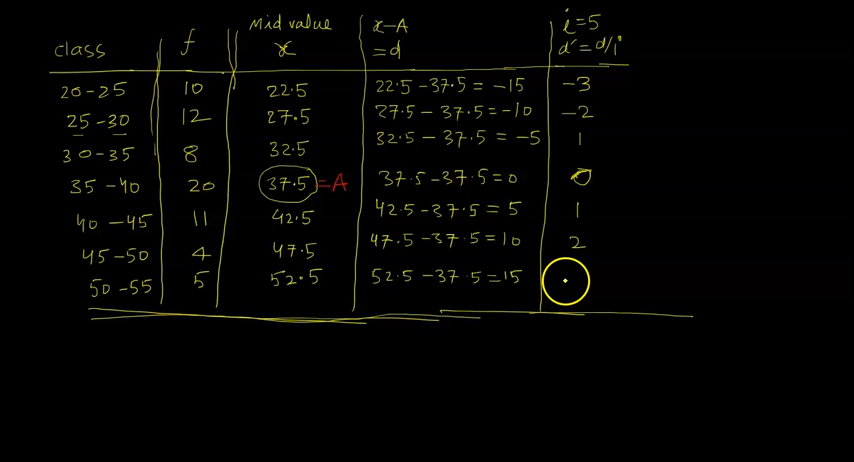 class f Mid value x x-A =d i=5 d'=d/i
20-25 10 22.5 22.5-37.5=-15 -3
25-30 12 27.5 27.5-37.5=-10 -2
30-35 8 32.5 32.5-37.5=-5 1
35-40 20 37.5=A 37.5-37.5=0 0
40-45 11 42.5 42.5-37.5=5 1
45-50 4 47.5 47.5-37.5=10 2
50-55 5 52.5 52.5-37.5=15